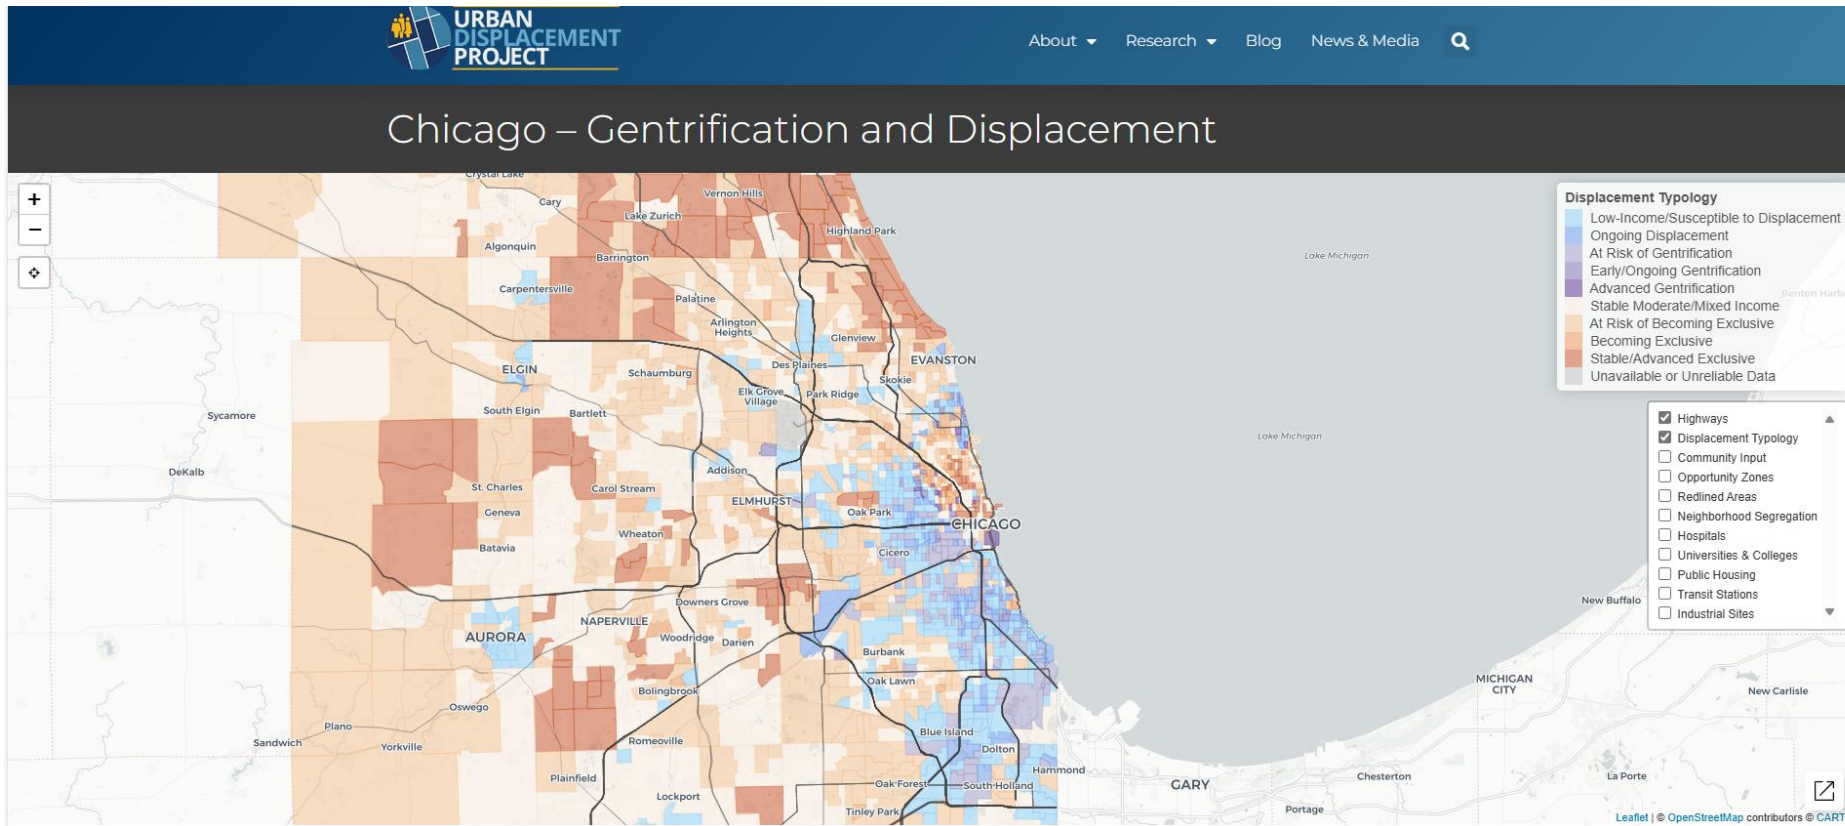 URBAN
DISPLACEMENT
PROJECT
About
Research
Blog
News & Media
Chicago – Gentrification and Displacement
+
−
Displacement Typology
Low-Income/Susceptible to Displacement
Ongoing Displacement
At Risk of Gentrification
Early/Ongoing Gentrification
Advanced Gentrification
Stable Moderate/Mixed Income
At Risk of Becoming Exclusive
Becoming Exclusive
Stable/Advanced Exclusive
Unavailable or Unreliable Data
Highways
Displacement Typology
Community Input
Opportunity Zones
Redlined Areas
Neighborhood Segregation
Hospitals
Universities & Colleges
Public Housing
Transit Stations
Industrial Sites
Crystal Lake
Cary
Vernon Hills
Lake Zurich
Highland Park
Algonquin
Barrington
Lake Michigan
Carpentersville
Palatine
Benton Harb
Arlington
Heights
Glenview
EVANSTON
ELGIN
Schaumburg
Des Plaines
Skokie
Elk Grove
Village
Park Ridge
Sycamore
South Elgin
Bartlett
Lake Michigan
DeKalb
Addison
St. Charles
Carol Stream
ELMHURST
Geneva
Oak Park
CHICAGO
Wheaton
Batavia
Cicero
Downers Grove
New Buffalo
NAPERVILLE
AURORA
Woodridge
Darien
Burbank
Oak Lawn
MICHIGAN
CITY
Bolingbrook
New Carlisle
Oswego
Plano
Sandwich
Yorkville
Romeoville
Blue Island
Dolton
Hammond
Plainfield
Oak Forest
South Holland
GARY
Chesterton
La Porte
Lockport
Tinley Park
Portage
Leaflet | © OpenStreetMap contributors © CART